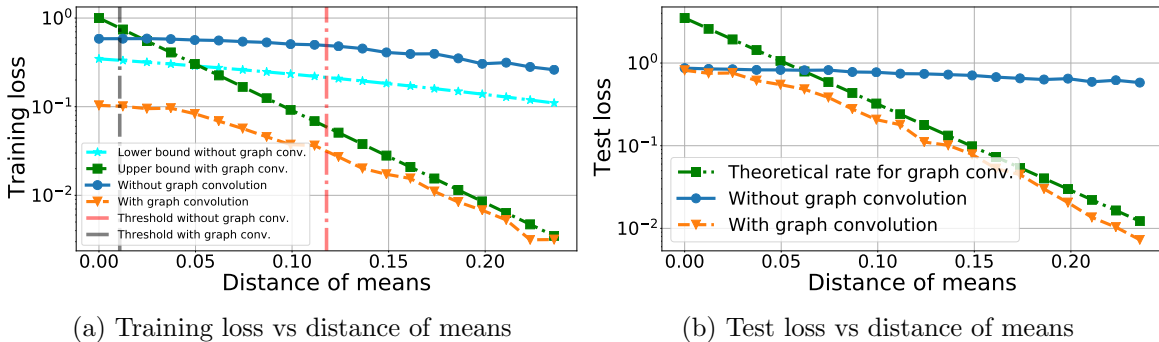 Training loss
10⁰
10⁻¹
10⁻²
Lower bound without graph conv.
Upper bound with graph conv.
Without graph convolution
With graph convolution
Threshold without graph conv.
Threshold with graph conv.
0.00 0.05 0.10 0.15 0.20
Distance of means
(a) Training loss vs distance of means
Test loss
10⁰
10⁻¹
10⁻²
Theoretical rate for graph conv.
Without graph convolution
With graph convolution
0.00 0.05 0.10 0.15 0.20
Distance of means
(b) Test loss vs distance of means